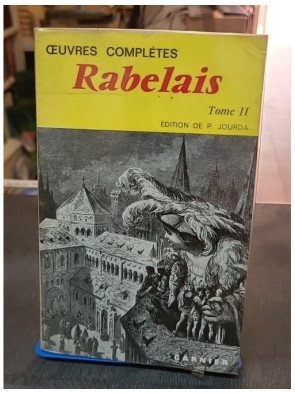 ŒUVRES COMPLÈTES
Rabelais
Tome II
ÉDITION DE P. JOURDA
GARNIER